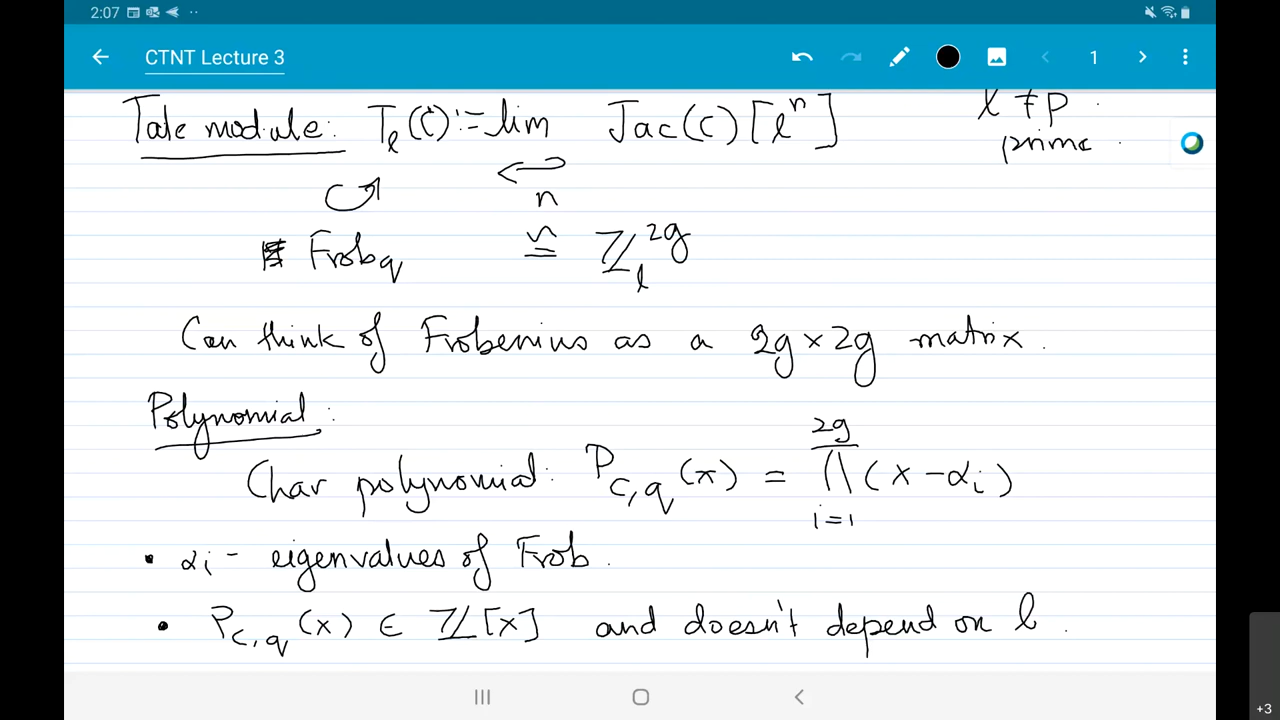 2:07
CTNT Lecture 3
1
Tate module: T_l(C) := lim Jac(C)[l^n] l ≠ p
prime.
n
Frob_q ≅ ℤ_l^{2g}
Can think of Frobenius as a 2g × 2g matrix.
Polynomial:
Char polynomial: P_{C,q}(x) = ∏_{i=1}^{2g} (x - α_i)
• α_i - eigenvalues of Frob.
• P_{C,q}(x) ∈ ℤ[x] and doesn't depend on l.
+3